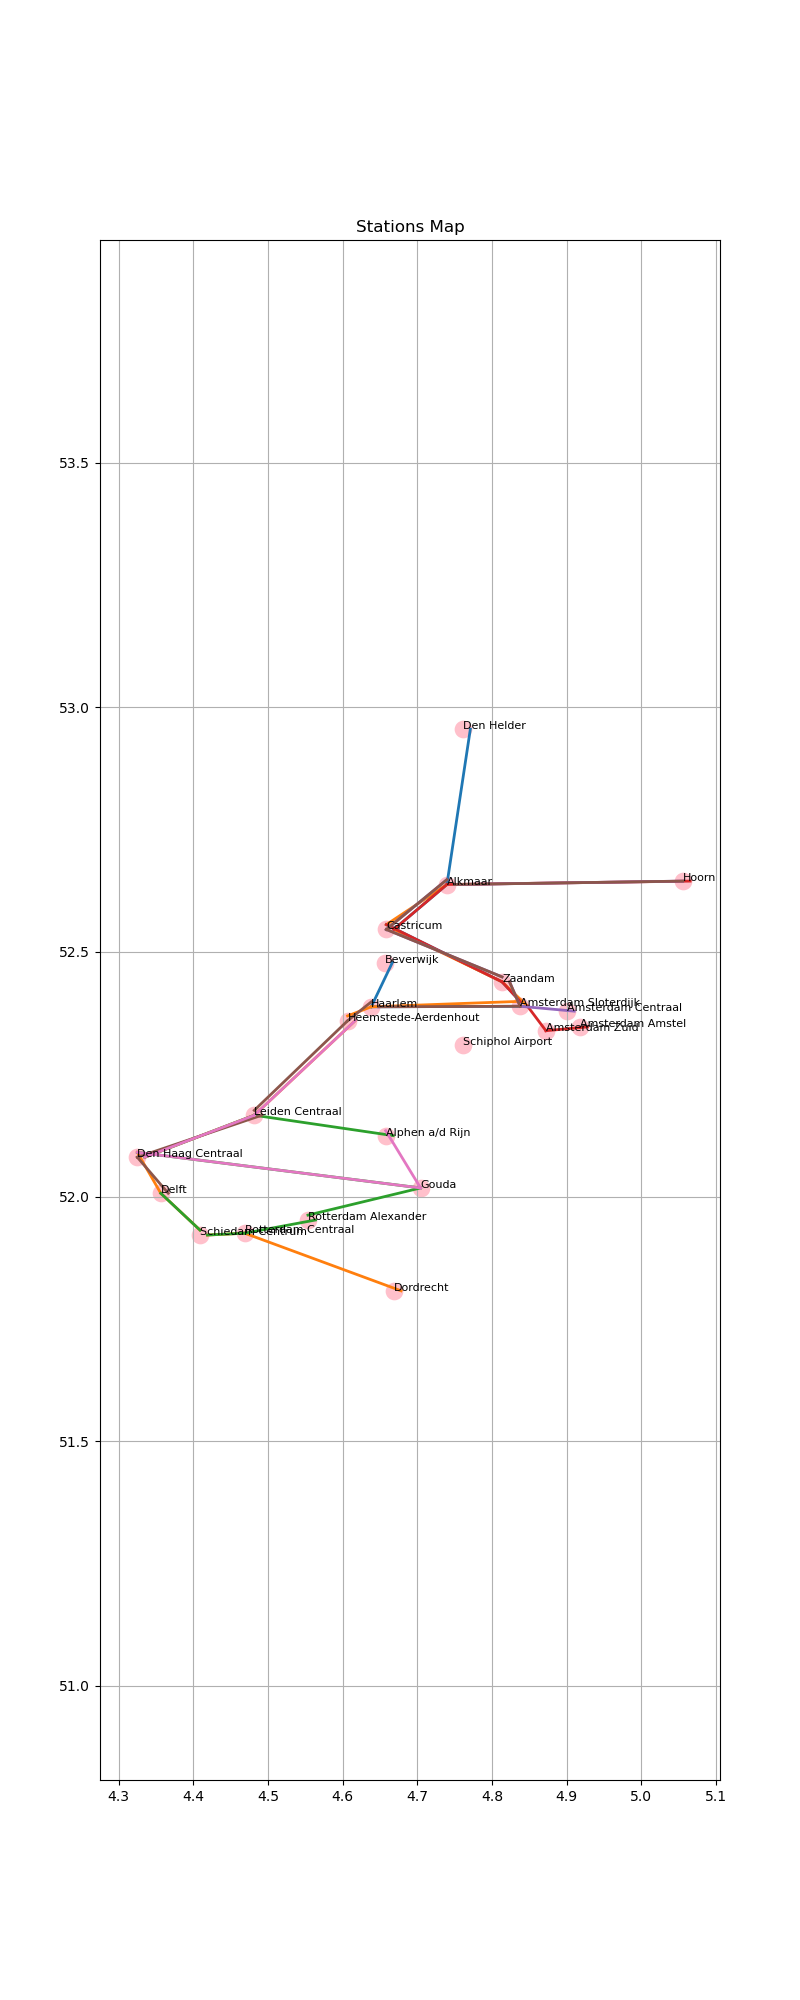 Stations Map
53.5
53.0
Den Helder
Alkmaar
Hoorn
52.5
Castricum
Beverwijk
Zaandam
Haarlem
Amsterdam Sloterdijk
Amsterdam Centraal
Heemstede-Aerdenhout
Amsterdam Amstel
Amsterdam Zuid
Schiphol Airport
Leiden Centraal
Alphen a/d Rijn
Den Haag Centraal
Gouda
Delft
52.0
Rotterdam Alexander
Schiedam Centrum
Rotterdam Centraal
Dordrecht
51.5
51.0
4.3 4.4 4.5 4.6 4.7 4.8 4.9 5.0 5.1